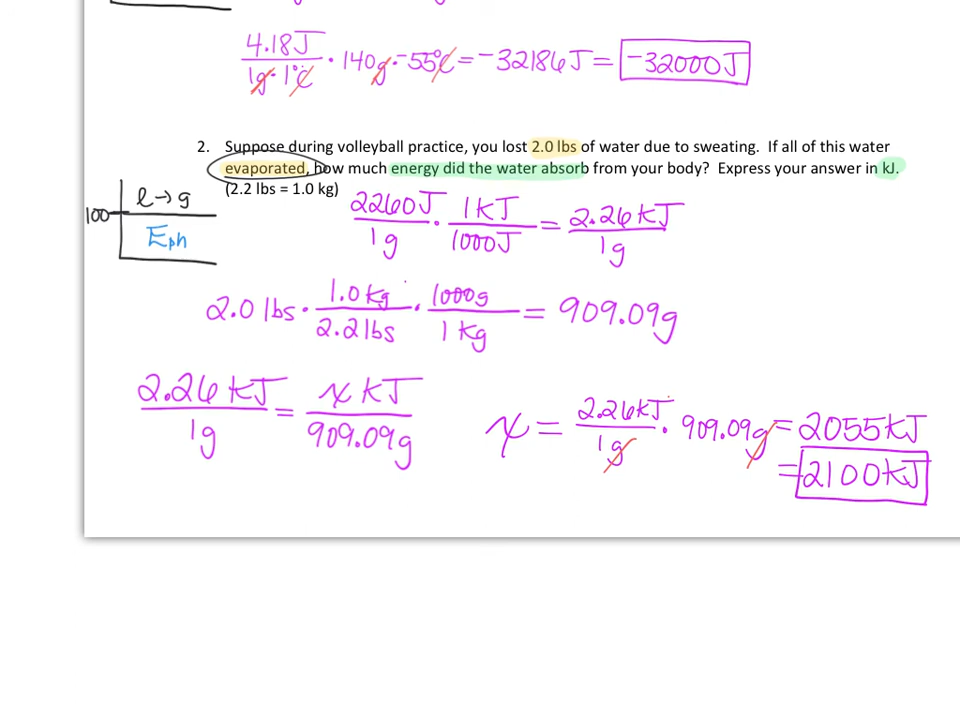 4.18J / 1g·1°C · 140g · -55°C = -32186J = -32000J
2. Suppose during volleyball practice, you lost 2.0 lbs of water due to sweating. If all of this water
evaporated, how much energy did the water absorb from your body? Express your answer in kJ.
(2.2 lbs = 1.0 kg)
l→g
100
Eph
2260J / 1g · 1kJ / 1000J = 2.26kJ / 1g
2.0 lbs · 1.0kg / 2.2lbs · 1000g / 1kg = 909.09g
2.26 kJ / 1g = x kJ / 909.09g
x = 2.26kJ / 1g · 909.09g = 2055kJ
= 2100kJ